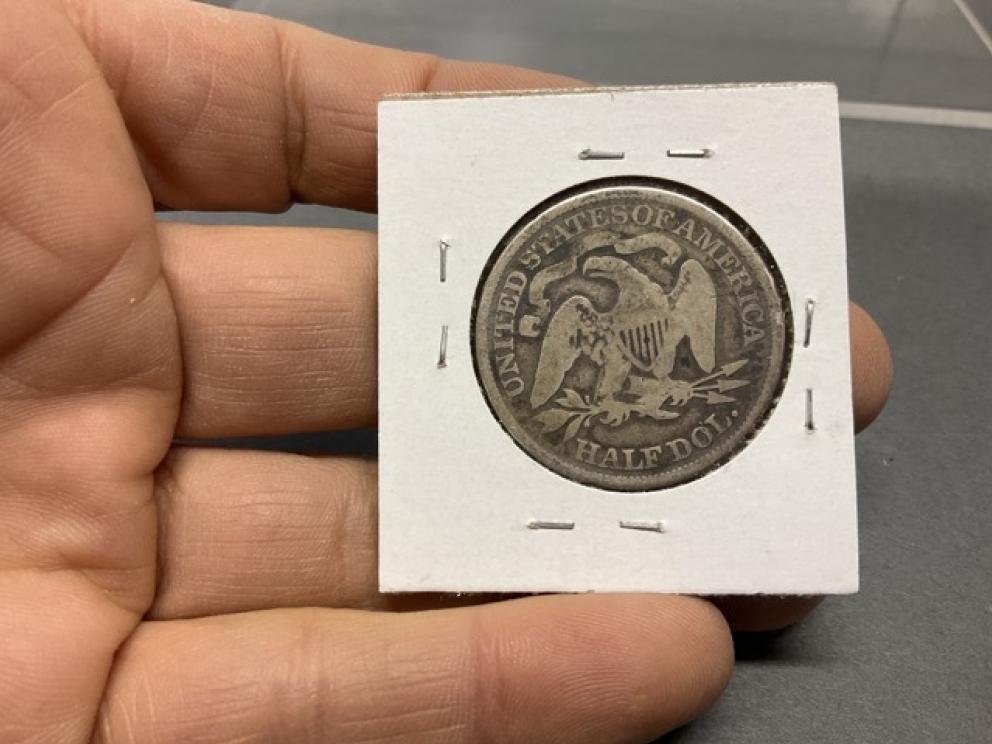 UNITED STATES OF AMERICA
HALF DOL.